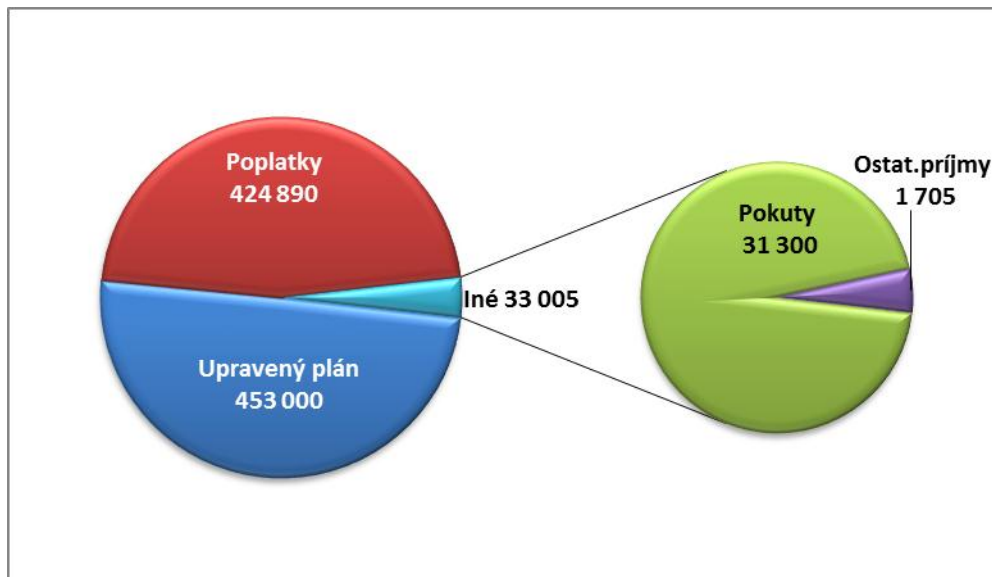 Poplatky
424 890
Iné 33 005
Upravený plán
453 000
Pokuty
31 300
Ostat.príjmy
1 705